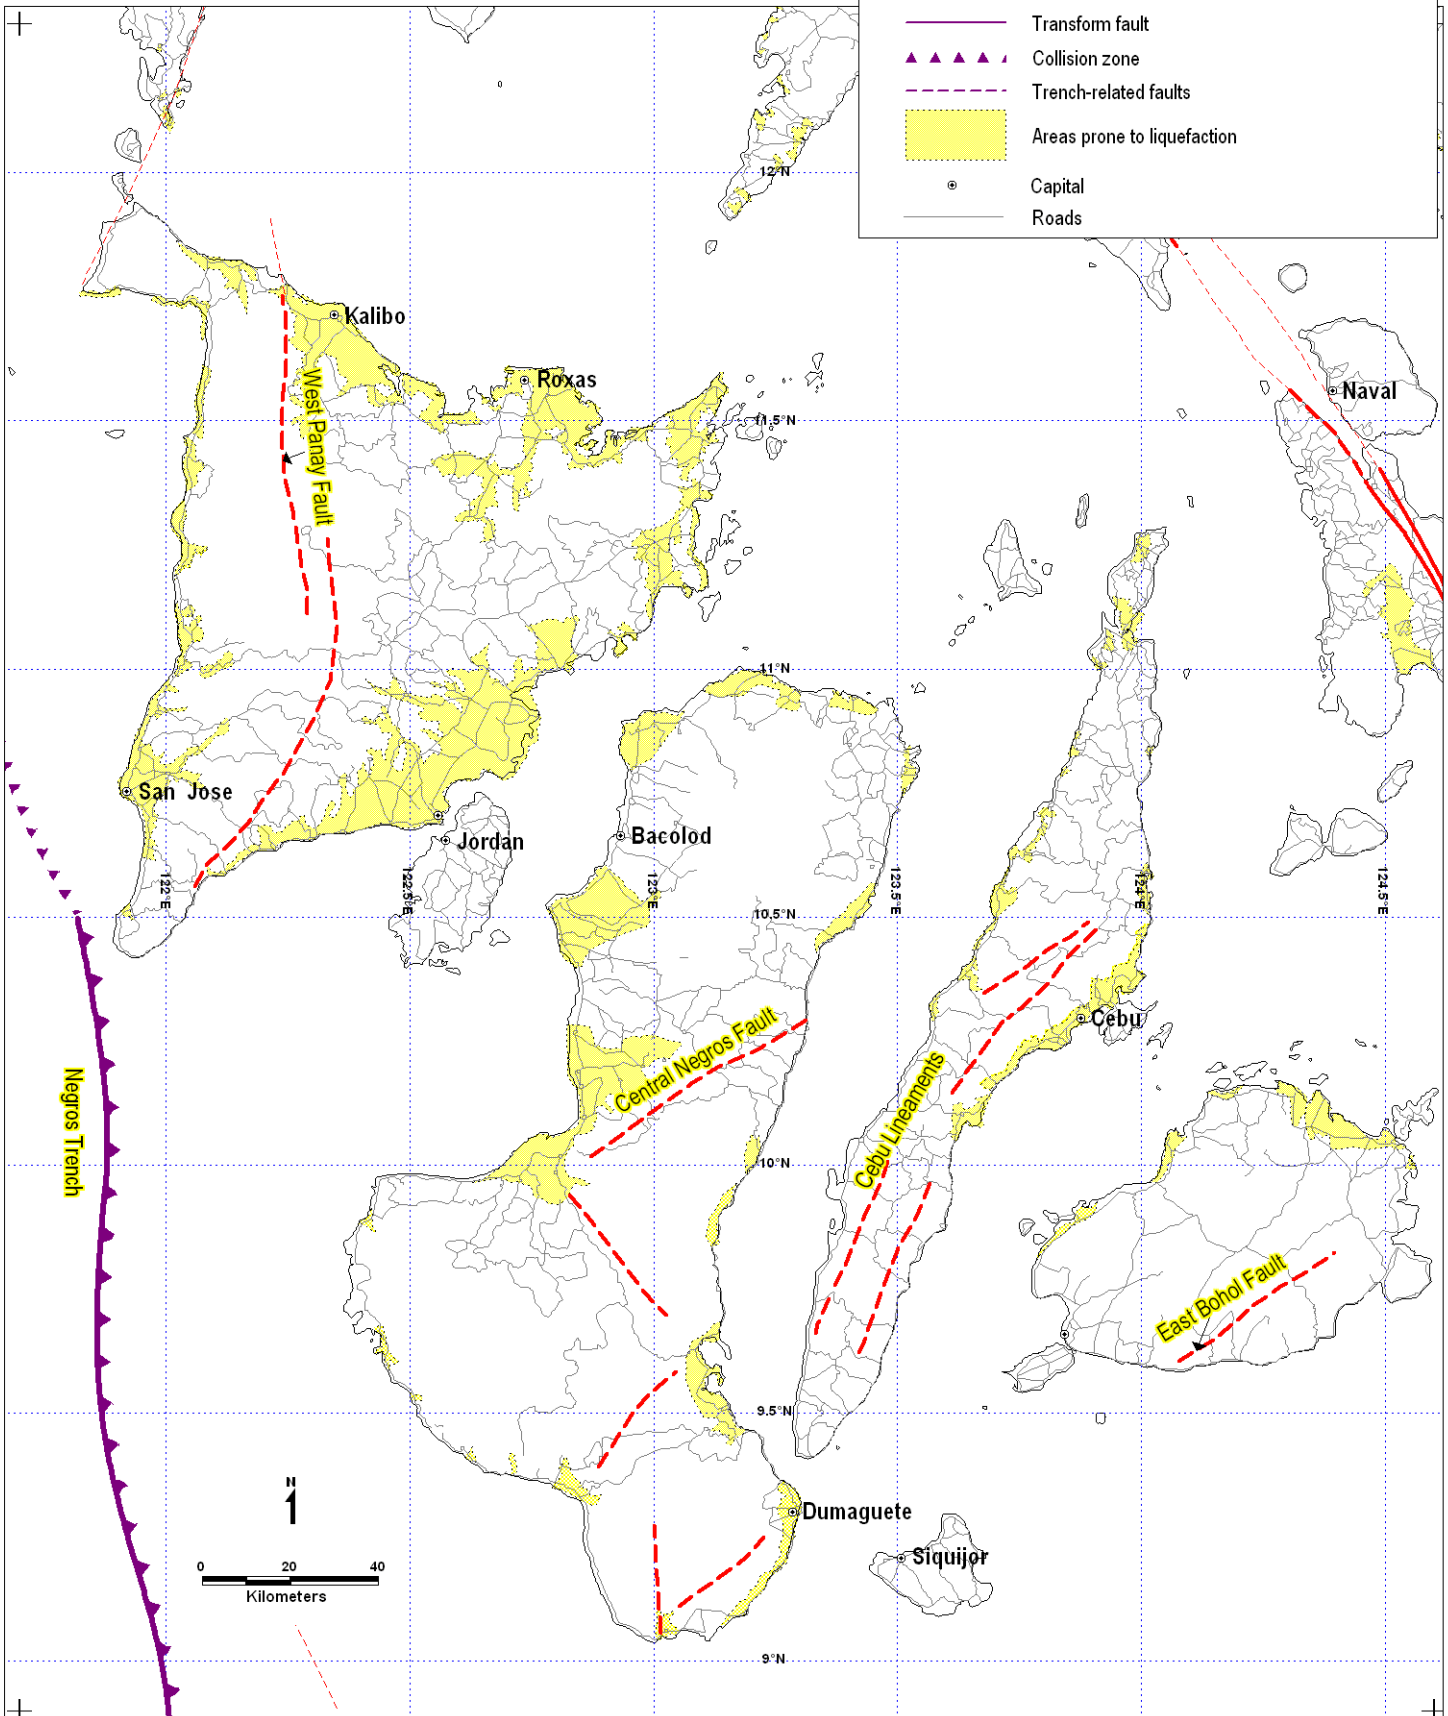 Transform fault
Collision zone
Trench-related faults
Areas prone to liquefaction
Capital
Roads
12°N
Kalibo
Roxas
West Panay Fault
Naval
11.5°N
11°N
San Jose
Jordan
Bacolod
122°E
122.5°E
123°E
123.5°E
124°E
124.5°E
10.5°N
Cebu
Central Negros Fault
Cebu Lineaments
Negros Trench
10°N
East Bohol Fault
9.5°N
N
Dumaguete
Siquijor
0 20 40
Kilometers
9°N